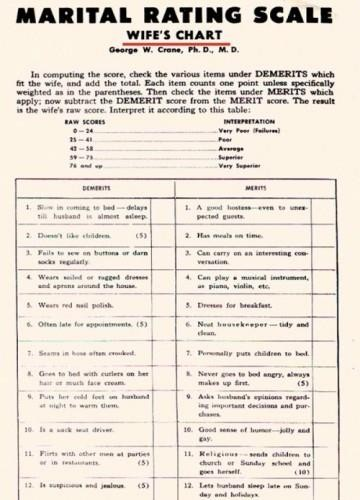 MARITAL RATING SCALE
WIFE'S CHART
George W. Crane, Ph. D., M. D.
In computing the score, check the various items under DEMERITS which
fit the wife, and add the total. Each item counts one point unless specifically
weighted as in the parentheses. Then check the items under MERITS which
apply; now subtract the DEMERIT score from the MERIT score. The result
is the wife's raw score. Interpret it according to this table:
RAW SCORES INTERPRETATION
0—24 Very Poor (Failures)
25—41 Poor
42—58 Average
59—75 Superior
76 and up Very Superior
DEMERITS
1. Slow in coming to bed—delays
till husband is almost asleep.
2. Doesn't like children. (5)
3. Fails to sew on buttons or darn
socks regularly.
4. Wears soiled or ragged dresses
and aprons around the house.
5. Wears red nail polish.
6. Often late for appointments. (5)
7. Seams in hose often crooked.
8. Goes to bed with curlers on her
hair or much face cream.
9. Puts her cold feet on husband
at night to warm them.
10. Is a back seat driver.
11. Flirts with other men at parties
or in restaurants. (5)
12. Is suspicious and jealous. (5)
MERITS
1. A good hostess—even to unex-
pected guests.
2. Has meals on time.
3. Can carry on an interesting con-
versation.
4. Can play a musical instrument,
as piano, violin, etc.
5. Dresses for breakfast.
6. Neat housekeeper—tidy and
clean.
7. Personally puts children to bed.
8. Never goes to bed angry, always
makes up first. (5)
9. Asks husband's opinions regard-
ing important decisions and pur-
chases.
10. Good sense of humor—jolly and
gay.
11. Religious—sends children to
church or Sunday school and
goes herself. (10)
12. Lets husband sleep late on Sun-
day and holidays.